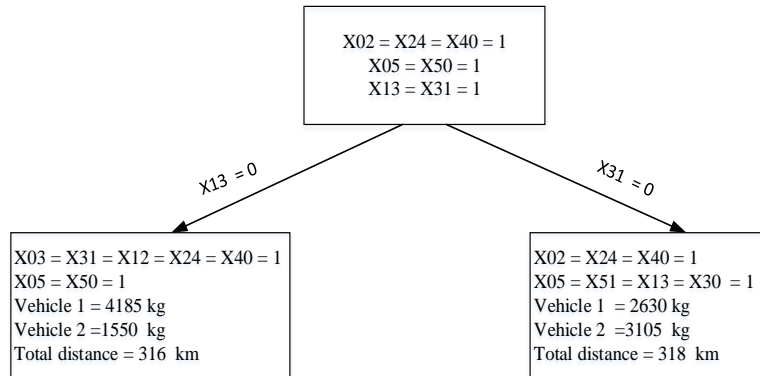 X02 = X24 = X40 = 1
X05 = X50 = 1
X13 = X31 = 1
X13 = 0
X31 = 0
X03 = X31 = X12 = X24 = X40 = 1
X05 = X50 = 1
Vehicle 1 = 4185 kg
Vehicle 2 =1550 kg
Total distance = 316 km
X02 = X24 = X40 = 1
X05 = X51 = X13 = X30 = 1
Vehicle 1 = 2630 kg
Vehicle 2 =3105 kg
Total distance = 318 km